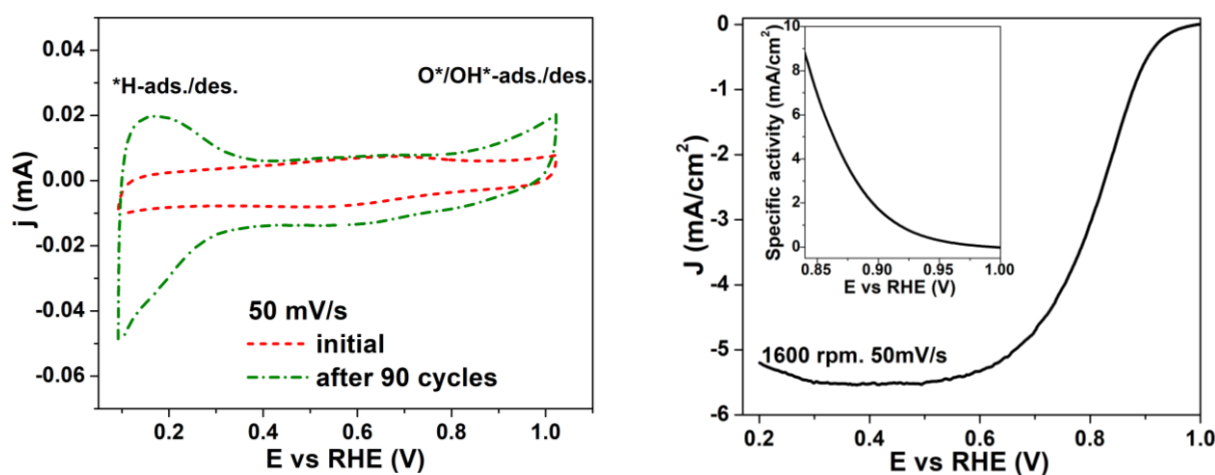 0.04
0.02
0.00
-0.02
-0.04
-0.06
j (mA)
*H-ads./des.
O*/OH*-ads./des.
50 mV/s
initial
after 90 cycles
0.2 0.4 0.6 0.8 1.0
E vs RHE (V)
0
-1
-2
-3
-4
-5
-6
J (mA/cm²)
10
8
6
4
2
0
Specific activity (mA/cm²)
0.85 0.90 0.95 1.00
E vs RHE (V)
1600 rpm. 50mV/s
0.2 0.4 0.6 0.8 1.0
E vs RHE (V)